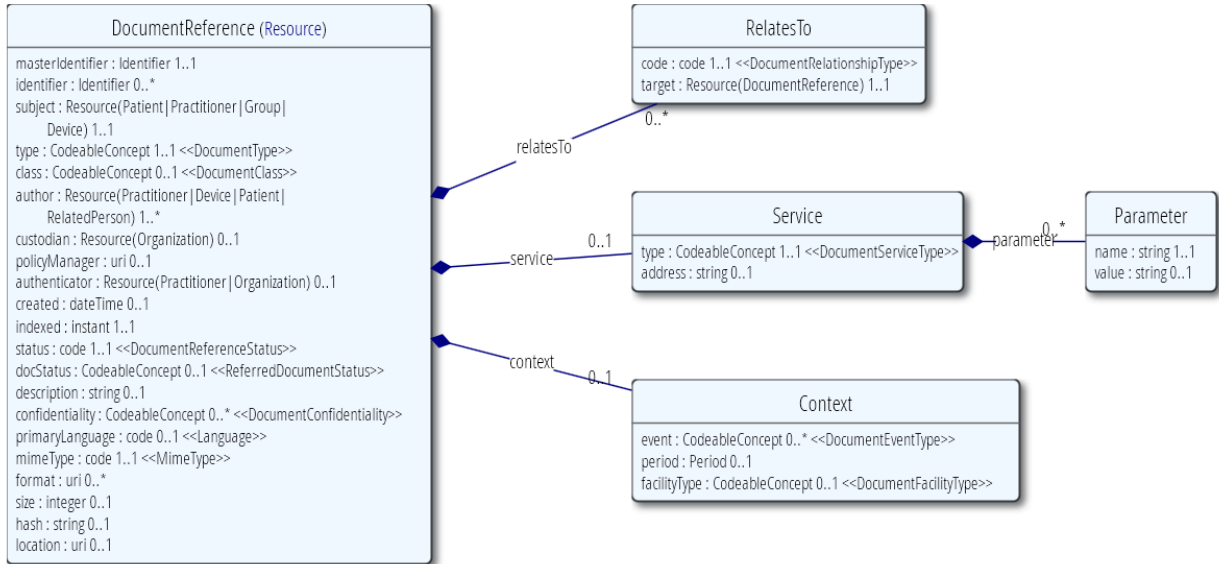 DocumentReference (Resource)
masterIdentifier : Identifier 1..1
identifier : Identifier 0..*
subject : Resource(Patient|Practitioner|Group|
Device) 1..1
type : CodeableConcept 1..1 <<DocumentType>>
class : CodeableConcept 0..1 <<DocumentClass>>
author : Resource(Practitioner|Device|Patient|
RelatedPerson) 1..*
custodian : Resource(Organization) 0..1
policyManager : uri 0..1
authenticator : Resource(Practitioner|Organization) 0..1
created : dateTime 0..1
indexed : instant 1..1
status : code 1..1 <<DocumentReferenceStatus>>
docStatus : CodeableConcept 0..1 <<ReferredDocumentStatus>>
description : string 0..1
confidentiality : CodeableConcept 0..* <<DocumentConfidentiality>>
primaryLanguage : code 0..1 <<Language>>
mimeType : code 1..1 <<MimeType>>
format : uri 0..*
size : integer 0..1
hash : string 0..1
location : uri 0..1
relatesTo
0..*
RelatesTo
code : code 1..1 <<DocumentRelationshipType>>
target : Resource(DocumentReference) 1..1
service
0..1
Service
type : CodeableConcept 1..1 <<DocumentServiceType>>
address : string 0..1
parameter
0..*
Parameter
name : string 1..1
value : string 0..1
context
0..1
Context
event : CodeableConcept 0..* <<DocumentEventType>>
period : Period 0..1
facilityType : CodeableConcept 0..1 <<DocumentFacilityType>>